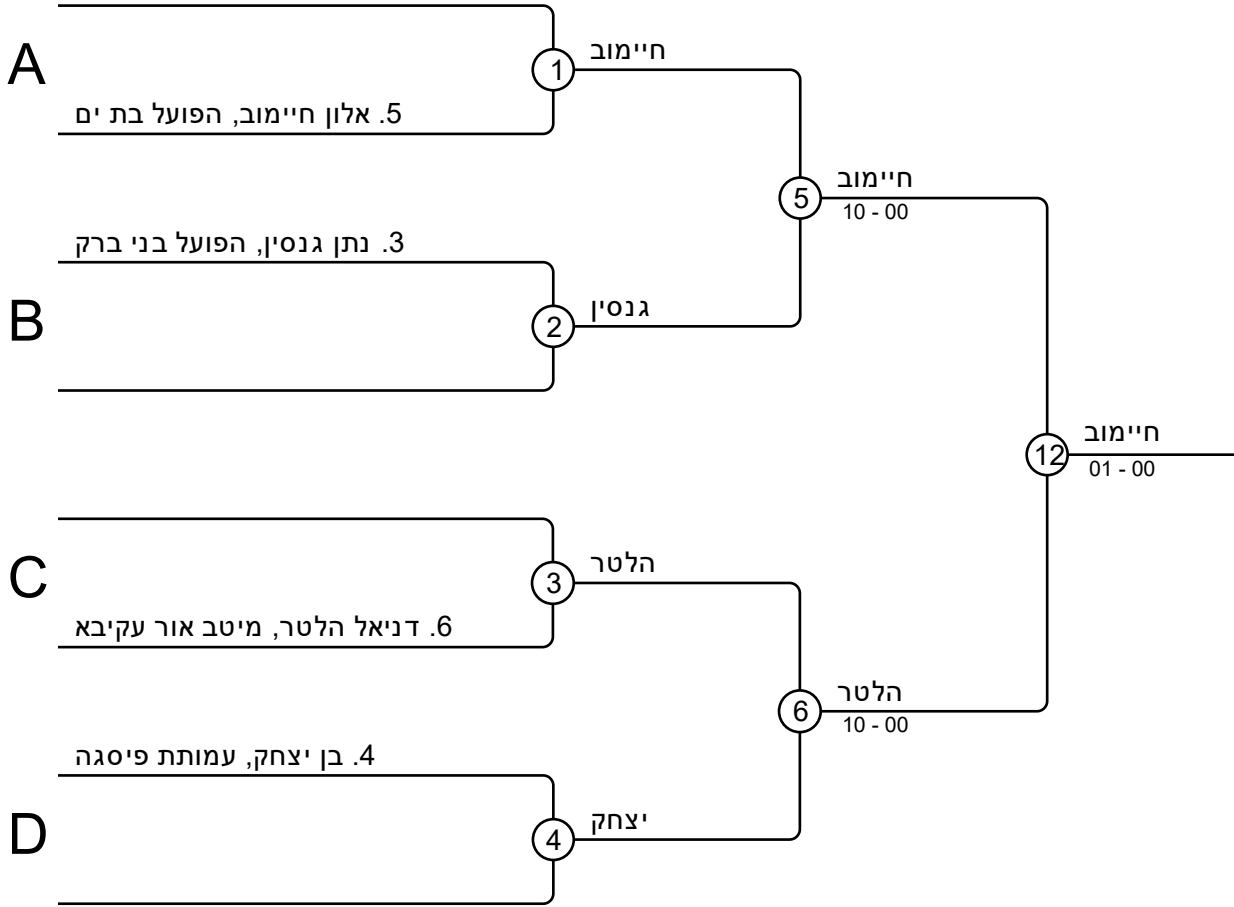 A
1
חיימוב
5. אלון חיימוב, הפועל בת ים
5
חיימוב
10 - 00
3. נתן גנסין, הפועל בני ברק
B
2
גנסין
12
חיימוב
01 - 00
C
3
הלטר
6. דניאל הלטר, מיטב אור עקיבא
6
הלטר
10 - 00
4. בן יצחק, עמותת פיסגה
D
4
יצחק